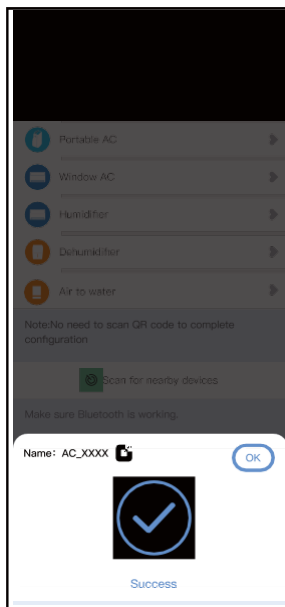 Portable AC
Window AC
Humidifier
Dehumidifier
Air to water
Note:No need to scan QR code to complete
configuration
Scan for nearby devices
Make sure Bluetooth is working.
Name: AC_XXXX
OK
Success